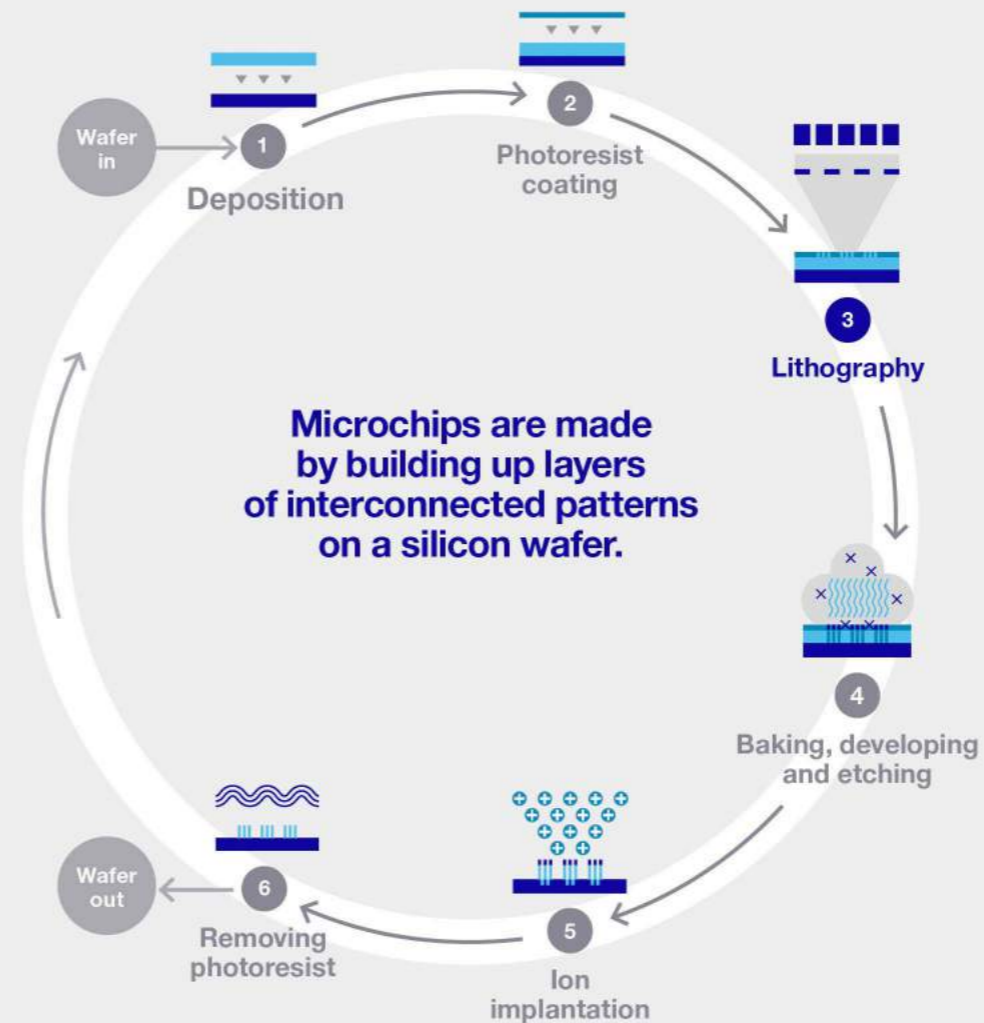 Wafer
in
1
Deposition
2
Photoresist
coating
3
Lithography
Microchips are made
by building up layers
of interconnected patterns
on a silicon wafer.
4
Baking, developing
and etching
5
Ion
implantation
6
Removing
photoresist
Wafer
out